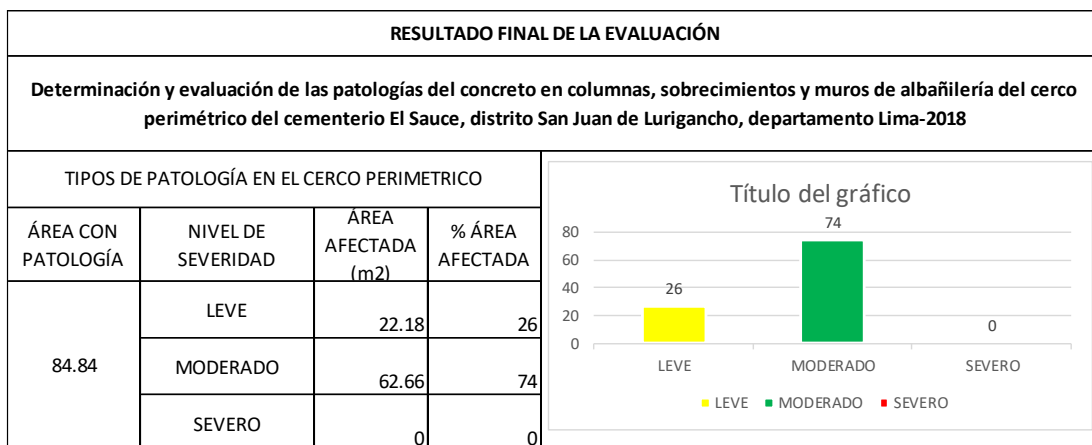 RESULTADO FINAL DE LA EVALUACIÓN
Determinación y evaluación de las patologías del concreto en columnas, sobrecimientos y muros de albañilería del cerco
perimétrico del cementerio El Sauce, distrito San Juan de Lurigancho, departamento Lima-2018
TIPOS DE PATOLOGÍA EN EL CERCO PERIMETRICO
ÁREA CON
PATOLOGÍA
NIVEL DE
SEVERIDAD
ÁREA
AFECTADA
(m2)
% ÁREA
AFECTADA
84.84
LEVE
22.18
26
MODERADO
62.66
74
SEVERO
0
0
Título del gráfico
80
60
40
20
0
26
74
0
LEVE
MODERADO
SEVERO
LEVE
MODERADO
SEVERO